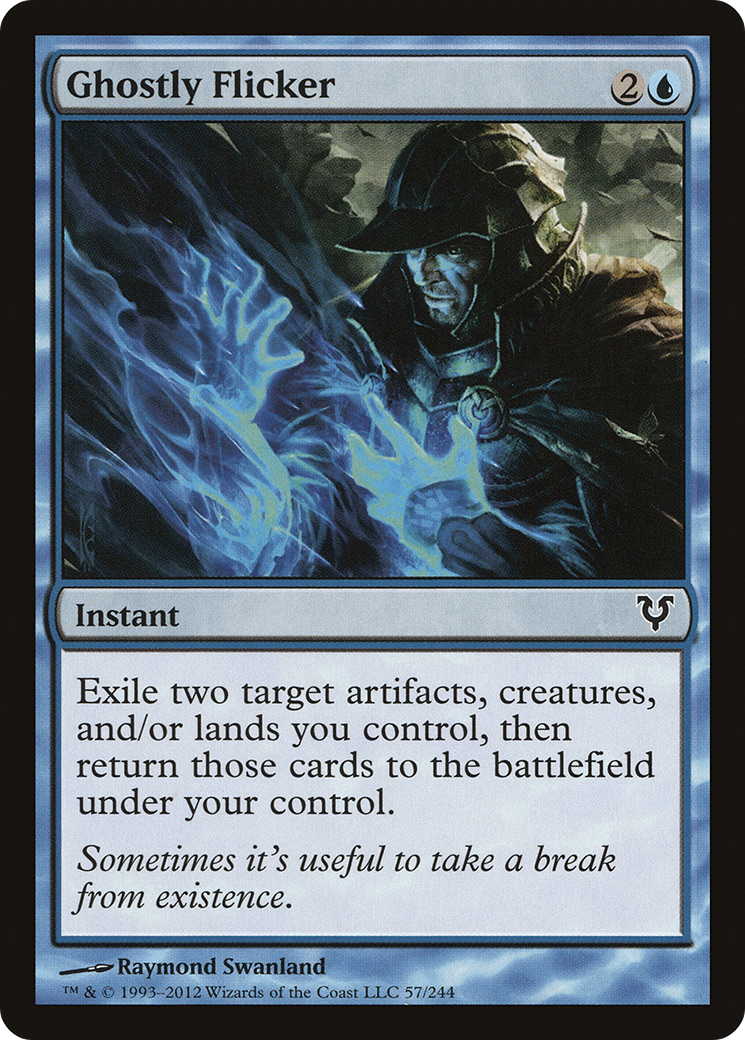 Ghostly Flicker 2
Instant
Exile two target artifacts, creatures,
and/or lands you control, then
return those cards to the battlefield
under your control.
Sometimes it's useful to take a break
from existence.
Raymond Swanland
™ & © 1993–2012 Wizards of the Coast LLC 57/244